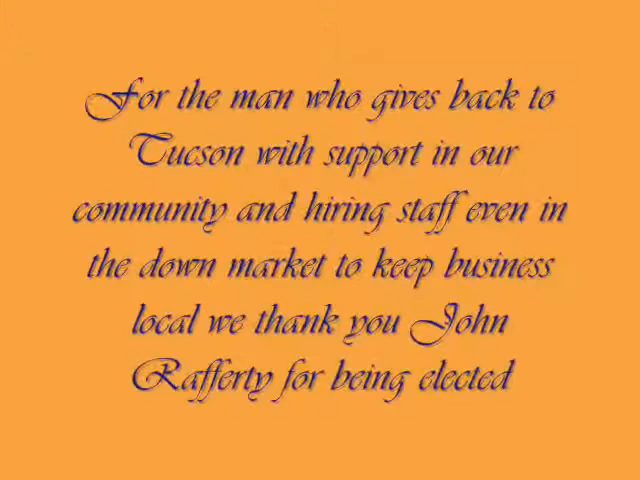 For the man who gives back to
Tucson with support in our
community and hiring staff even in
the down market to keep business
local we thank you John
Rafferty for being elected